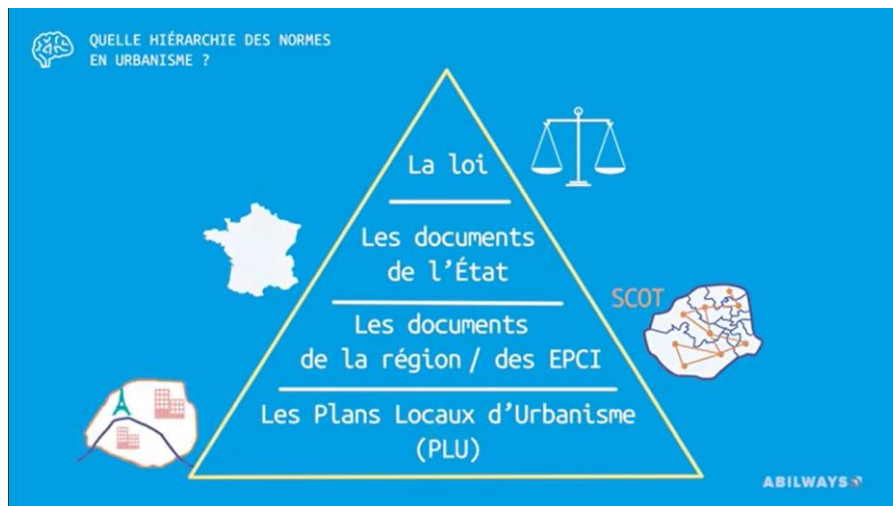 QUELLE HIÉRARCHIE DES NORMES
EN URBANISME ?
La loi
Les documents
de l'État
SCOT
Les documents
de la région / des EPCI
Les Plans Locaux d'Urbanisme
(PLU)
ABILWAYS